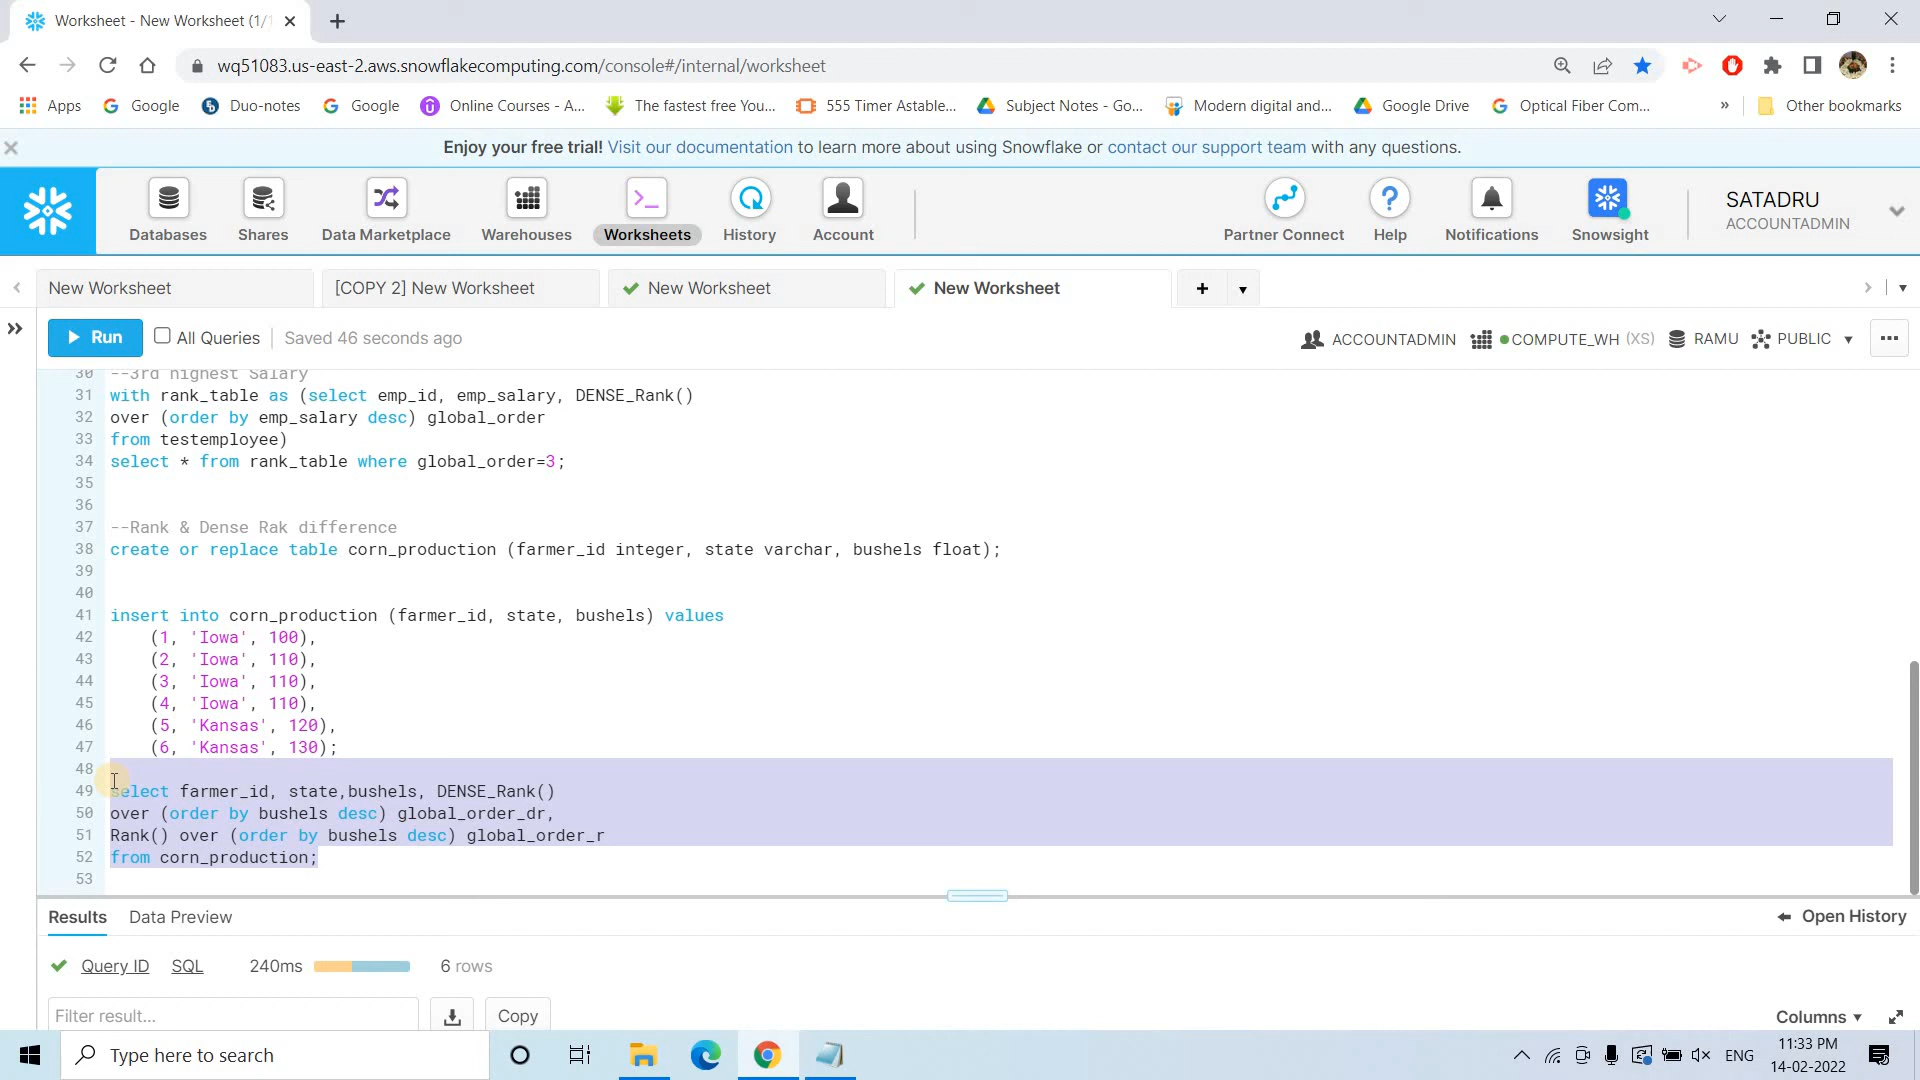 Worksheet - New Worksheet (1/1
wq51083.us-east-2.aws.snowflakecomputing.com/console#/internal/worksheet
Apps Google Duo-notes Google Online Courses - A... The fastest free You... 555 Timer Astable... Subject Notes - Go... Modern digital and... Google Drive Optical Fiber Com... » Other bookmarks
Enjoy your free trial! Visit our documentation to learn more about using Snowflake or contact our support team with any questions.
Databases Shares Data Marketplace Warehouses Worksheets History Account Partner Connect Help Notifications Snowsight
SATADRU
ACCOUNTADMIN
New Worksheet [COPY 2] New Worksheet New Worksheet New Worksheet
Run All Queries Saved 46 seconds ago ACCOUNTADMIN COMPUTE_WH (XS) RAMU PUBLIC
30 --3rd highest Salary
31 with rank_table as (select emp_id, emp_salary, DENSE_Rank()
32 over (order by emp_salary desc) global_order
33 from testemployee)
34 select * from rank_table where global_order=3;
35
36
37 --Rank & Dense Rak difference
38 create or replace table corn_production (farmer_id integer, state varchar, bushels float);
39
40
41 insert into corn_production (farmer_id, state, bushels) values
42 (1, 'Iowa', 100),
43 (2, 'Iowa', 110),
44 (3, 'Iowa', 110),
45 (4, 'Iowa', 110),
46 (5, 'Kansas', 120),
47 (6, 'Kansas', 130);
48
49 select farmer_id, state,bushels, DENSE_Rank()
50 over (order by bushels desc) global_order_dr,
51 Rank() over (order by bushels desc) global_order_r
52 from corn_production;
53
Results Data Preview Open History
Query ID SQL 240ms 6 rows
Filter result... Copy Columns
Type here to search
ENG
11:33 PM
14-02-2022